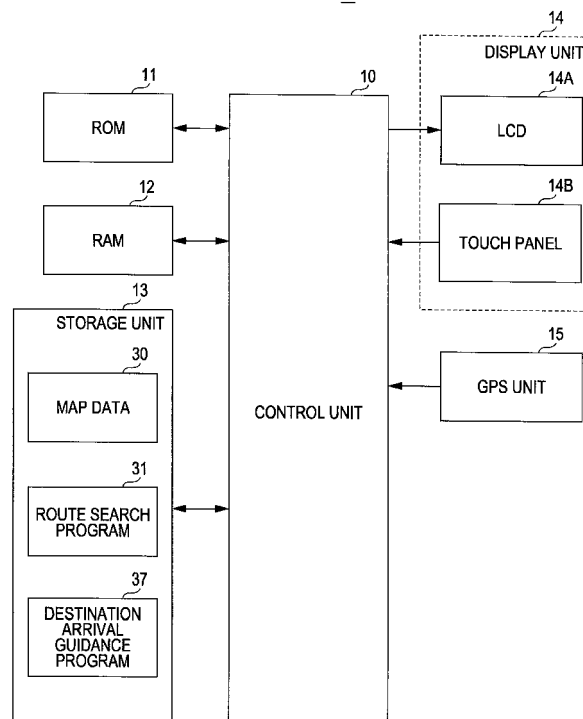 14
DISPLAY UNIT
11
ROM
10
14A
LCD
12
RAM
14B
TOUCH PANEL
13
STORAGE UNIT
30
MAP DATA
15
GPS UNIT
CONTROL UNIT
31
ROUTE SEARCH
PROGRAM
37
DESTINATION
ARRIVAL
GUIDANCE
PROGRAM